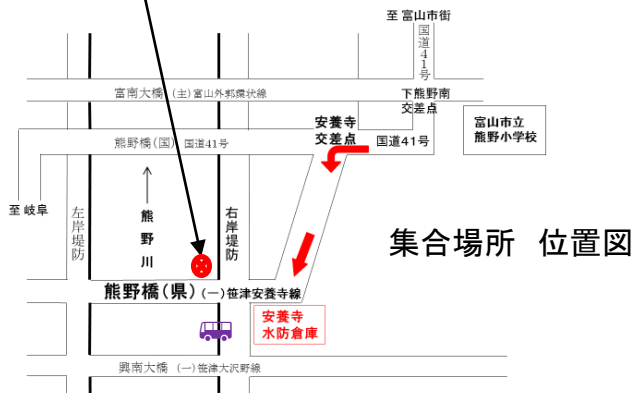 至 富山市街
国道41号
富南大橋 (主)富山外郭環状線
下熊野南
交差点
安養寺
交差点
富山市立
熊野小学校
熊野橋(国) 国道41号
国道41号
至 岐阜
左岸堤防
熊野川
右岸堤防
集合場所 位置図
熊野橋(県) (一)笹津安養寺線
安養寺
水防倉庫
興南大橋 (一)笹津大沢野線